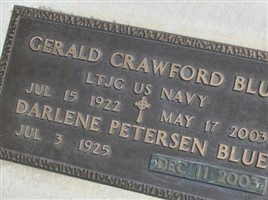 GERALD CRAWFORD BLU
LTJG US NAVY
JUL 15 1922 MAY 17 2003
DARLENE PETERSEN BLUE
JUL 3 1925 DEC 11 2003